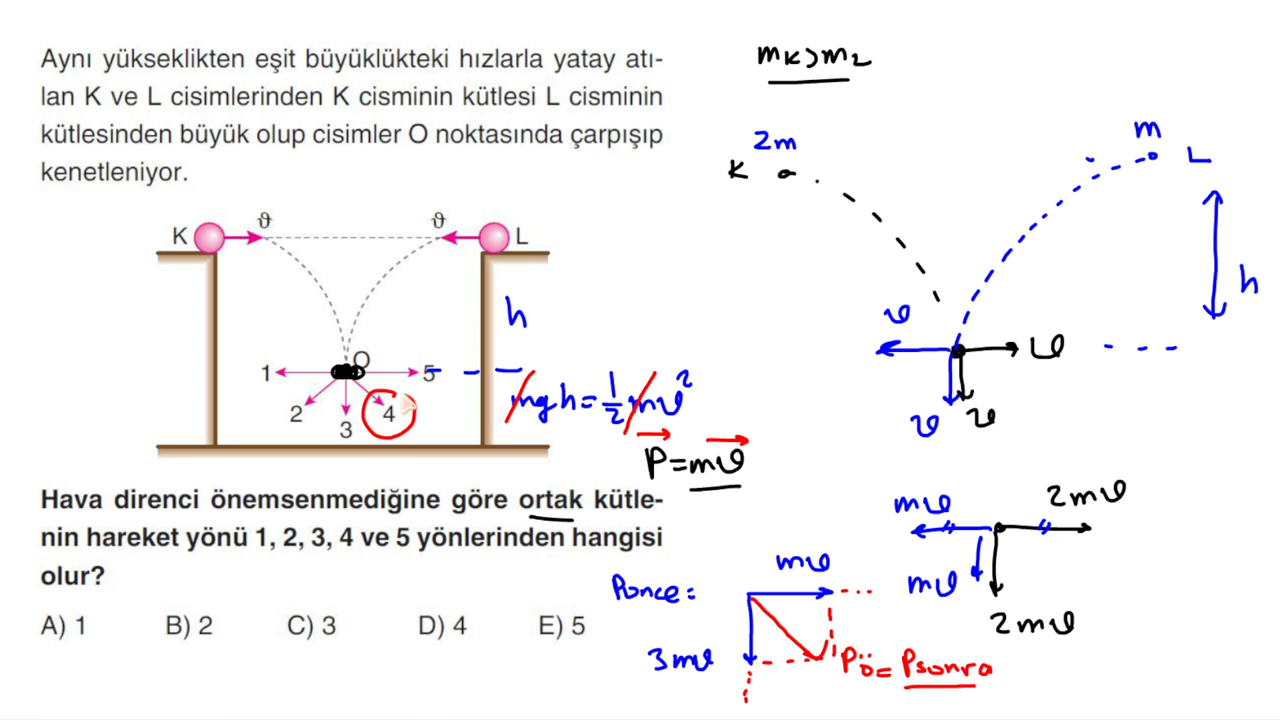 Aynı yükseklikten eşit büyüklükteki hızlarla yatay atı-
lan K ve L cisimlerinden K cisminin kütlesi L cisminin
kütlesinden büyük olup cisimler O noktasında çarpışıp
kenetleniyor.
K ϑ ϑ L
h
O
1 5
2 4
3
mgh = 1/2 mϑ²
P = mϑ
Hava direnci önemsenmediğine göre ortak kütle-
nin hareket yönü 1, 2, 3, 4 ve 5 yönlerinden hangisi
olur?
A) 1 B) 2 C) 3 D) 4 E) 5
mK > mL
2m
K
m
L
h
ϑ ϑ
ϑ ϑ
mϑ 2mϑ
mϑ
2mϑ
Pönce =
mϑ
3mϑ
Pö = Psonra